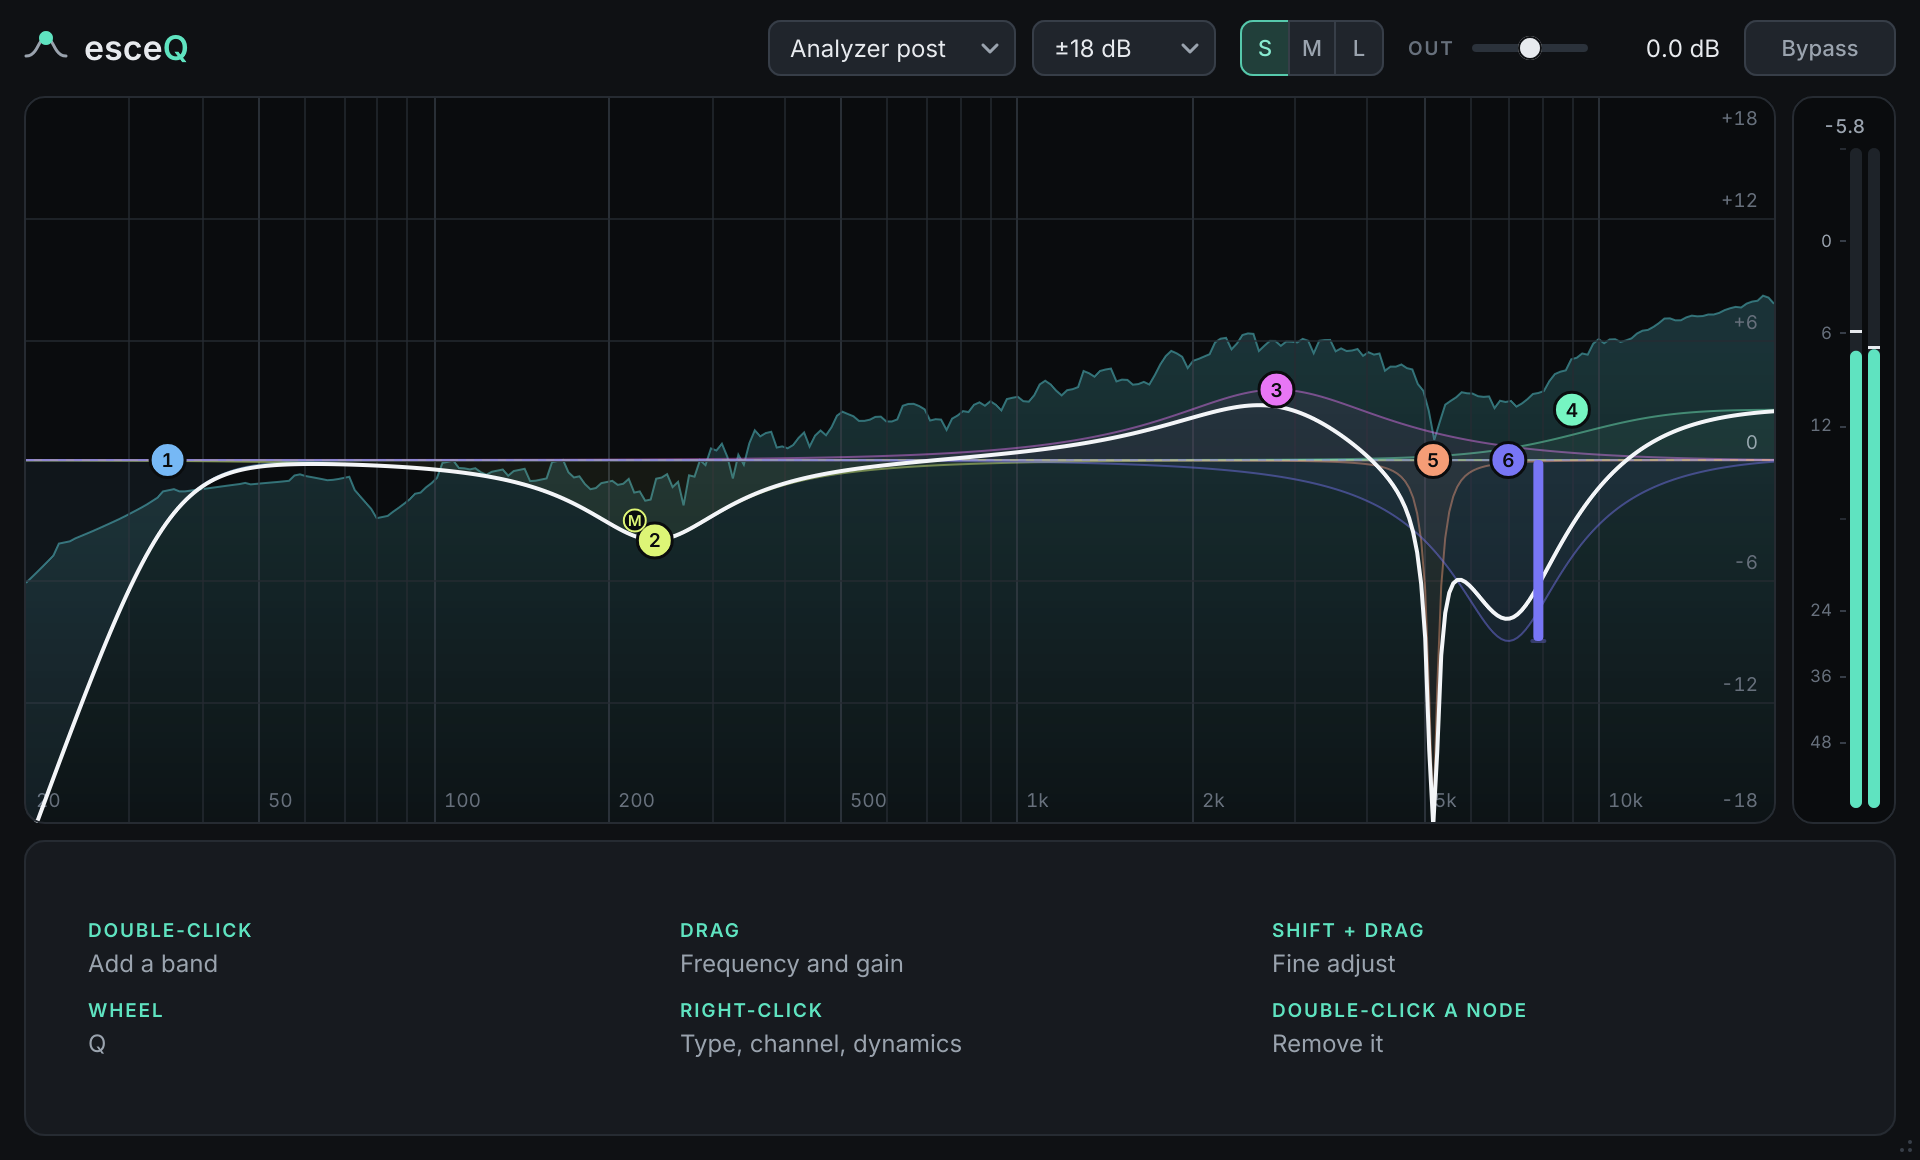 esceQ
Analyzer post
±18 dB
S M L
OUT
0.0 dB
Bypass
+18
+12
+6
0
-6
-12
-18
1
2
M
3
4
5
6
20
50
100
200
500
1k
2k
5k
10k
-5.8
0
6
12
24
36
48
DOUBLE-CLICK
Add a band
DRAG
Frequency and gain
SHIFT + DRAG
Fine adjust
WHEEL
Q
RIGHT-CLICK
Type, channel, dynamics
DOUBLE-CLICK A NODE
Remove it